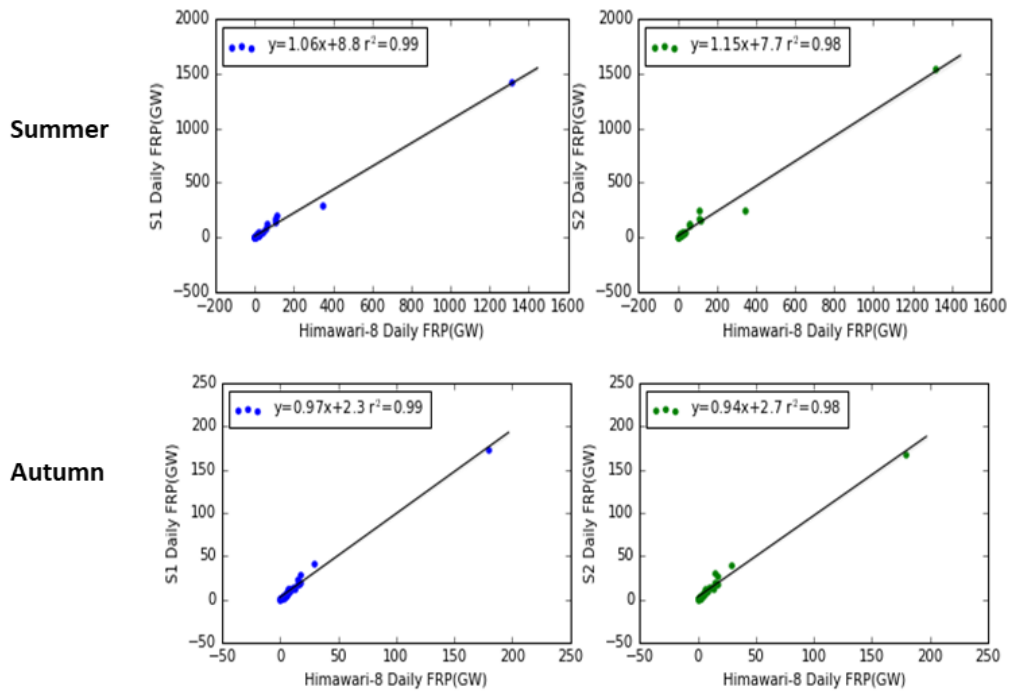 Summer
y=1.06x+8.8 r²=0.99
S1 Daily FRP(GW)
2000
1500
1000
500
0
−500
−200 0 200 400 600 800 1000 1200 1400 1600
Himawari-8 Daily FRP(GW)
y=1.15x+7.7 r²=0.98
S2 Daily FRP(GW)
2000
1500
1000
500
0
−500
−200 0 200 400 600 800 1000 1200 1400 1600
Himawari-8 Daily FRP(GW)
Autumn
y=0.97x+2.3 r²=0.99
S1 Daily FRP(GW)
250
200
150
100
50
0
−50
−50 0 50 100 150 200 250
Himawari-8 Daily FRP(GW)
y=0.94x+2.7 r²=0.98
S2 Daily FRP(GW)
250
200
150
100
50
0
−50
−50 0 50 100 150 200 250
Himawari-8 Daily FRP(GW)